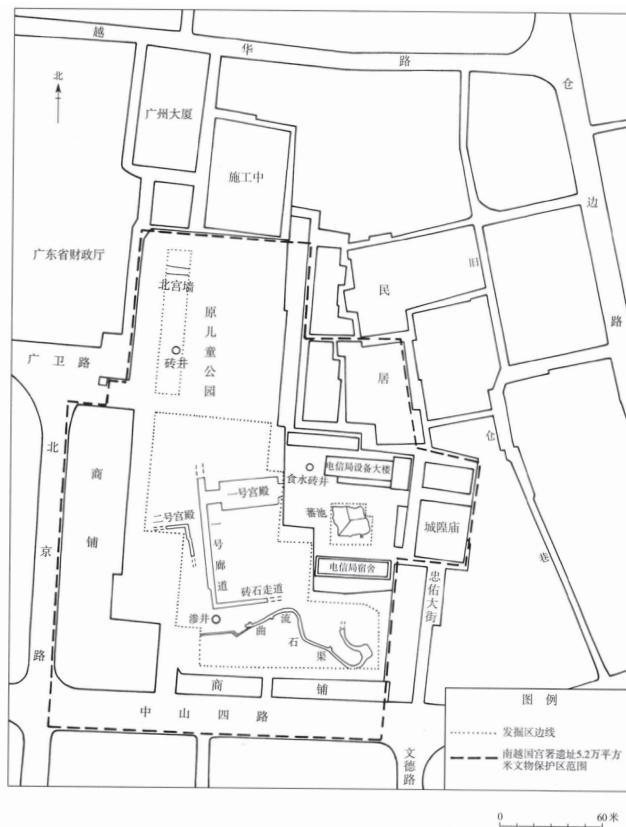 越华路
北
仓边路
广州大厦
施工中
广东省财政厅
北宫墙
民居
旧仓巷
原儿童公园
广卫路
砖井
北京路
商铺
电信局设备大楼
食水砖井
一号宫殿
二号宫殿
蕃池
城隍庙
一号廊道
电信局宿舍
忠佑大街
砖石走道
渗井
曲流石渠
商铺
中山四路
文德路
图 例
发掘区边线
南越国宫署遗址5.2万平方
米文物保护区范围
0 60米